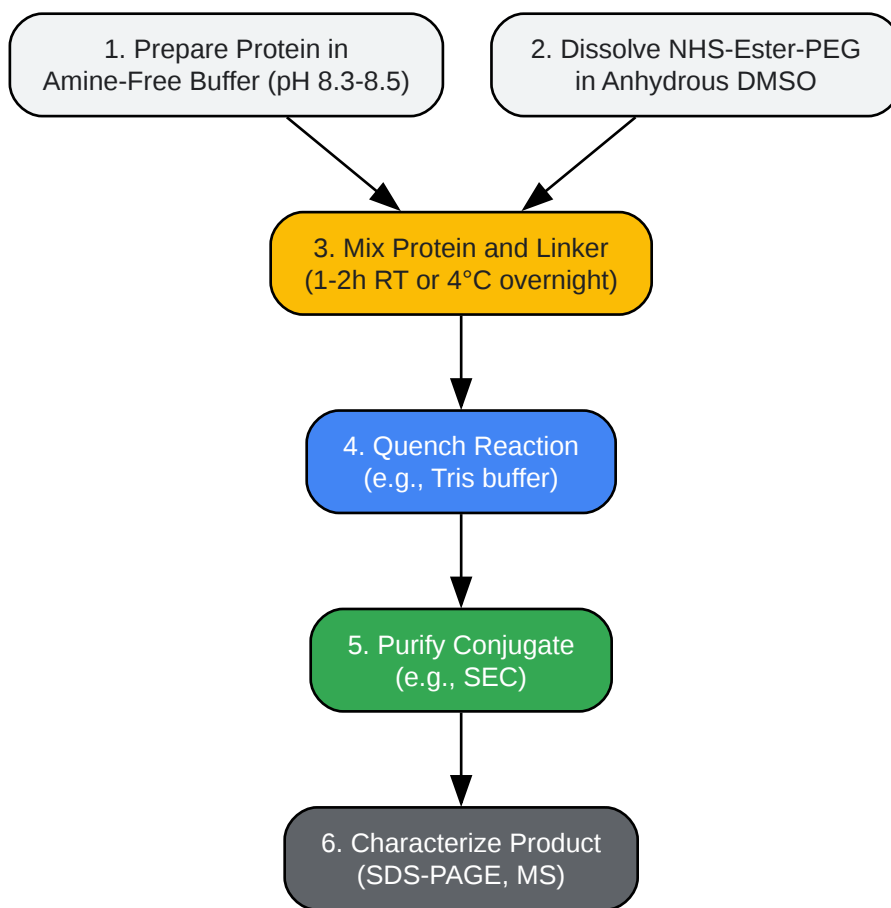 1. Prepare Protein in
Amine-Free Buffer (pH 8.3-8.5)
2. Dissolve NHS-Ester-PEG
in Anhydrous DMSO
3. Mix Protein and Linker
(1-2h RT or 4°C overnight)
4. Quench Reaction
(e.g., Tris buffer)
5. Purify Conjugate
(e.g., SEC)
6. Characterize Product
(SDS-PAGE, MS)